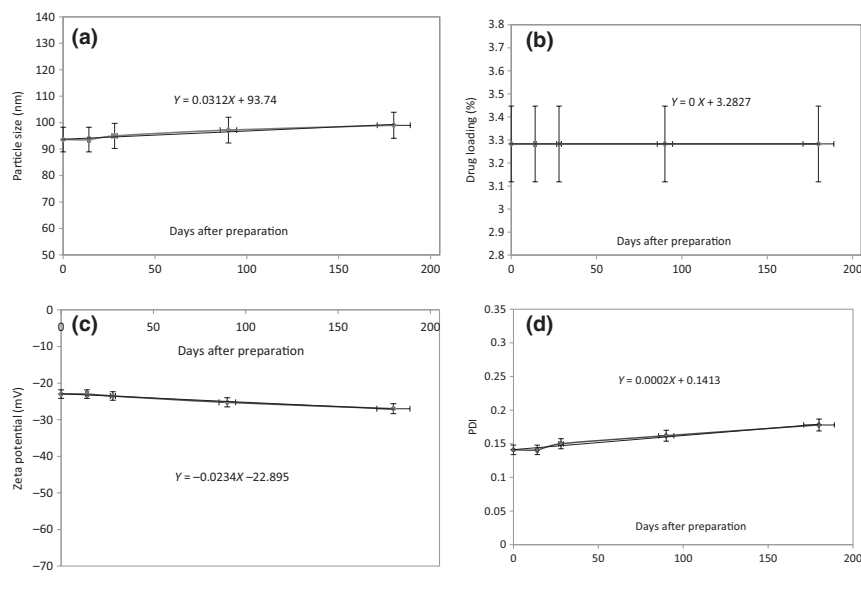 (a)
140
130
120
110
100
90
80
70
60
50
Particle size (nm)
Y = 0.0312X + 93.74
Days after preparation
0 50 100 150 200
(b)
3.8
3.7
3.6
3.5
3.4
3.3
3.2
3.1
3
2.9
2.8
Drug loading (%)
Y = 0 X + 3.2827
Days after preparation
0 50 100 150 200
(c)
0
−10
−20
−30
−40
−50
−60
−70
Zeta potential (mV)
0 50 100 150 200
Days after preparation
Y = −0.0234X −22.895
(d)
0.35
0.3
0.25
0.2
0.15
0.1
0.05
0
PDI
Y = 0.0002X + 0.1413
Days after preparation
0 50 100 150 200